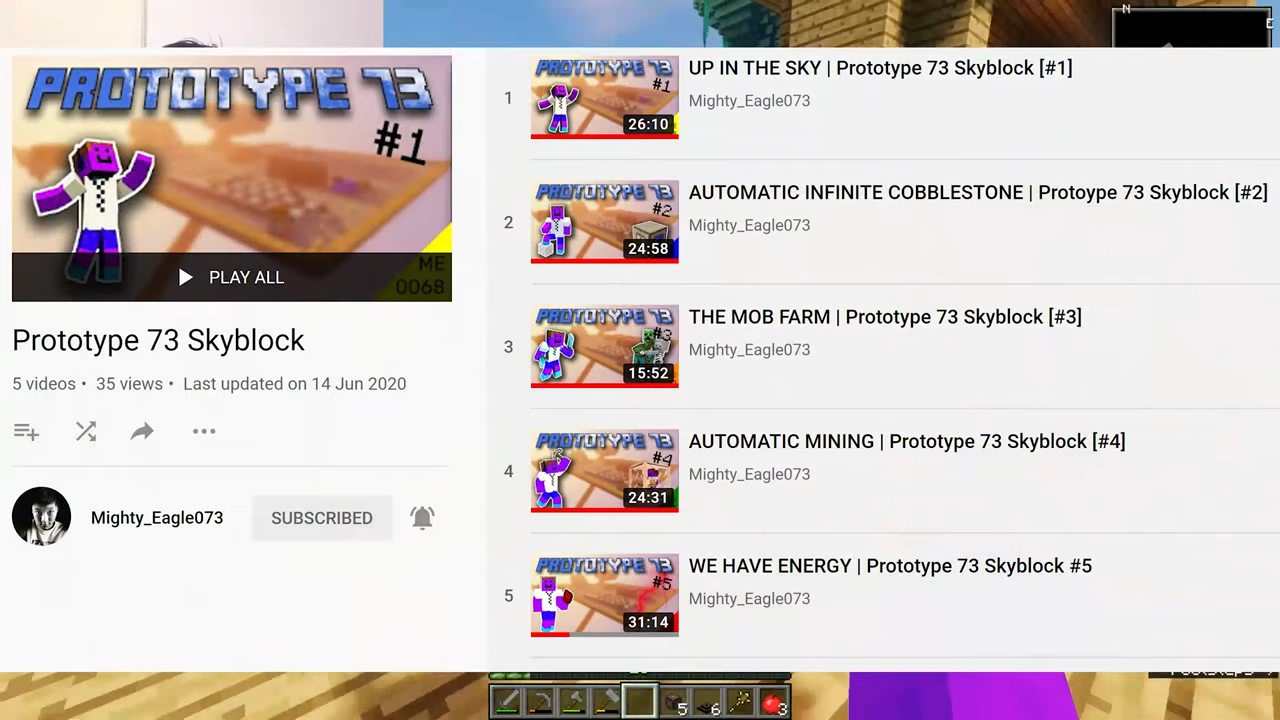 N
E
PROTOTYPE 73
#1
ME
0068
PLAY ALL
Prototype 73 Skyblock
5 videos • 35 views • Last updated on 14 Jun 2020
Mighty_Eagle073
SUBSCRIBED
1
PROTOTYPE 73
#1
26:10
UP IN THE SKY | Prototype 73 Skyblock [#1]
Mighty_Eagle073
2
PROTOTYPE 73
#2
24:58
AUTOMATIC INFINITE COBBLESTONE | Protoype 73 Skyblock [#2]
Mighty_Eagle073
3
PROTOTYPE 73
#3
15:52
THE MOB FARM | Prototype 73 Skyblock [#3]
Mighty_Eagle073
4
PROTOTYPE 73
#4
24:31
AUTOMATIC MINING | Prototype 73 Skyblock [#4]
Mighty_Eagle073
5
PROTOTYPE 73
#5
31:14
WE HAVE ENERGY | Prototype 73 Skyblock #5
Mighty_Eagle073
5
6
3